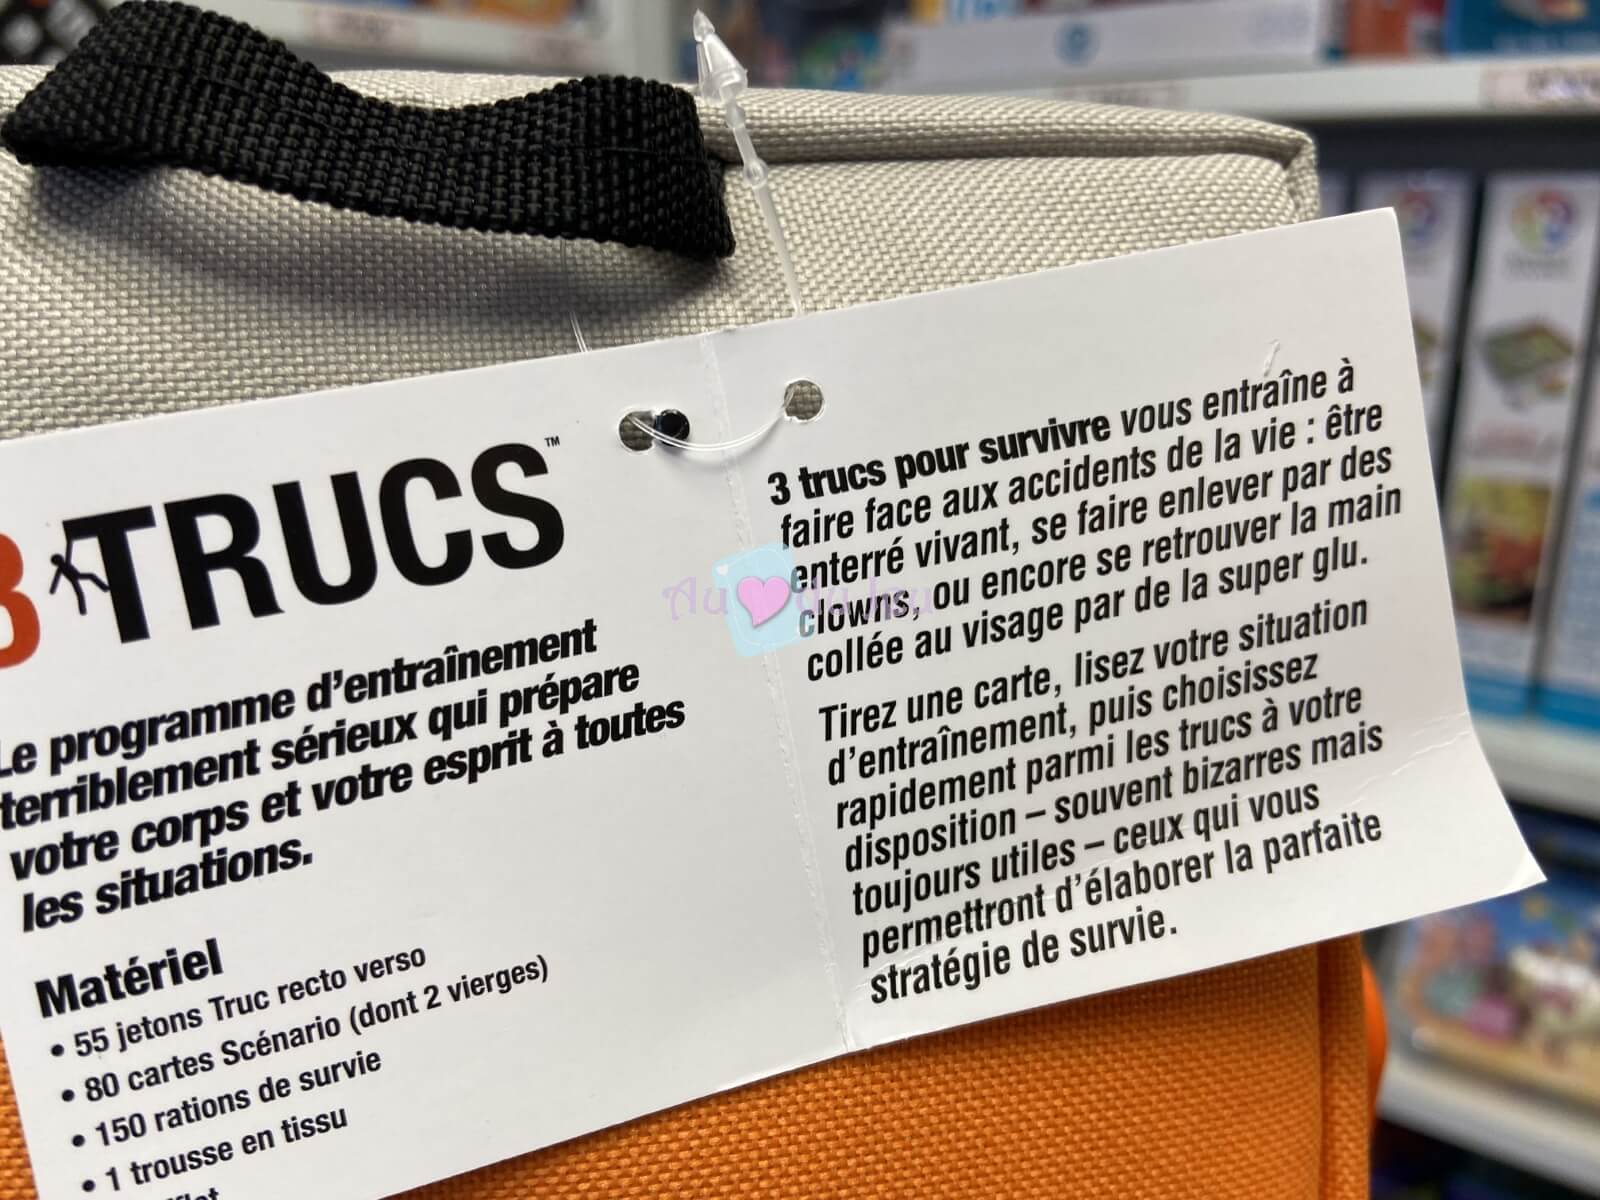 3 TRUCS™
Le programme d'entraînement
terriblement sérieux qui prépare
votre corps et votre esprit à toutes
les situations.
Matériel
• 55 jetons Truc recto verso
• 80 cartes Scénario (dont 2 vierges)
• 150 rations de survie
• 1 trousse en tissu
3 trucs pour survivre vous entraîne à
faire face aux accidents de la vie : être
enterré vivant, se faire enlever par des
clowns, ou encore se retrouver la main
collée au visage par de la super glu.
Tirez une carte, lisez votre situation
d'entraînement, puis choisissez
rapidement parmi les trucs à votre
disposition – souvent bizarres mais
toujours utiles – ceux qui vous
permettront d'élaborer la parfaite
stratégie de survie.
Au du Jeu